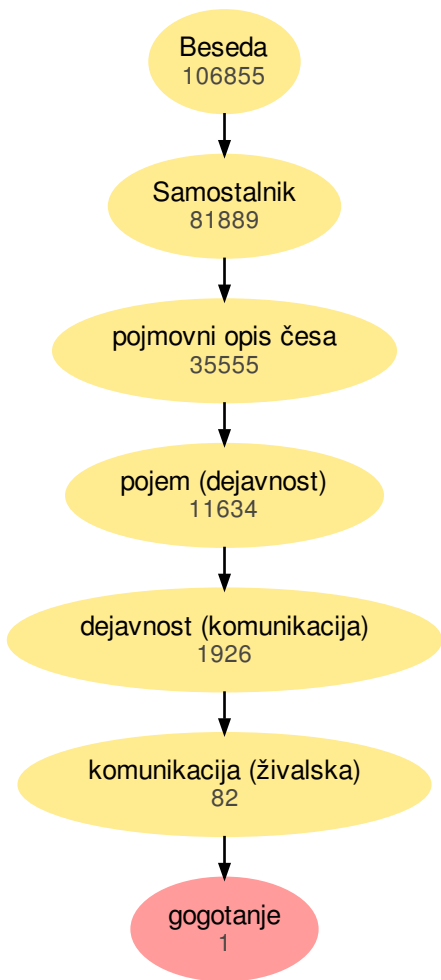 Beseda
106855
Samostalnik
81889
pojmovni opis česa
35555
pojem (dejavnost)
11634
dejavnost (komunikacija)
1926
komunikacija (živalska)
82
gogotanje
1